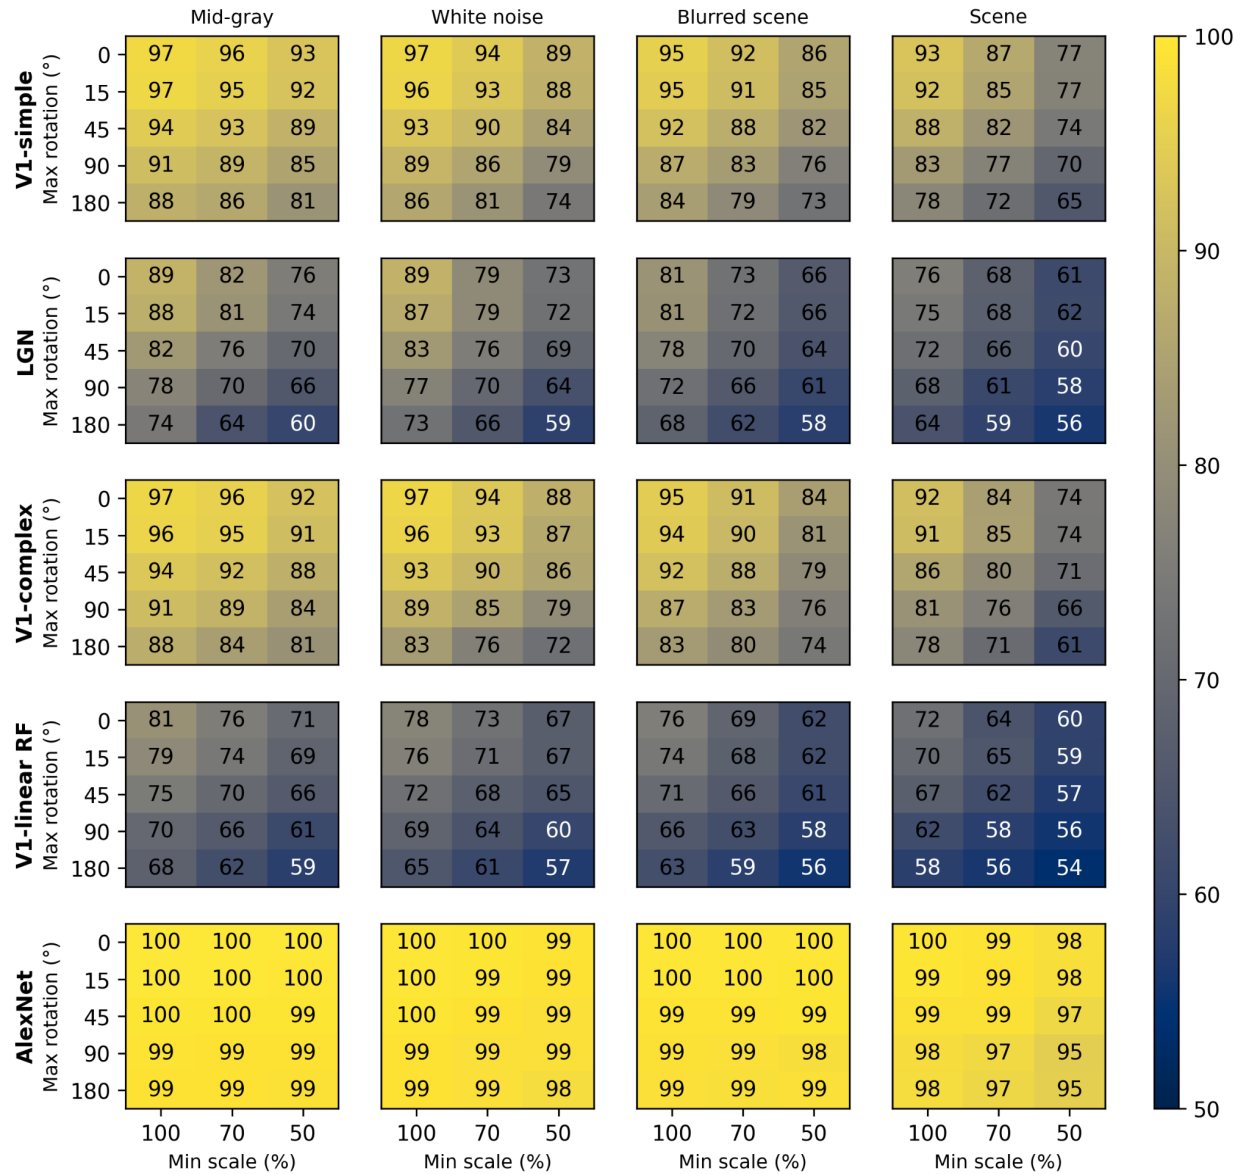 Mid-gray White noise Blurred scene Scene
V1-simple
Max rotation (°)
0 97 96 93 97 94 89 95 92 86 93 87 77
15 97 95 92 96 93 88 95 91 85 92 85 77
45 94 93 89 93 90 84 92 88 82 88 82 74
90 91 89 85 89 86 79 87 83 76 83 77 70
180 88 86 81 86 81 74 84 79 73 78 72 65
LGN
Max rotation (°)
0 89 82 76 89 79 73 81 73 66 76 68 61
15 88 81 74 87 79 72 81 72 66 75 68 62
45 82 76 70 83 76 69 78 70 64 72 66 60
90 78 70 66 77 70 64 72 66 61 68 61 58
180 74 64 60 73 66 59 68 62 58 64 59 56
V1-complex
Max rotation (°)
0 97 96 92 97 94 88 95 91 84 92 84 74
15 96 95 91 96 93 87 94 90 81 91 85 74
45 94 92 88 93 90 86 92 88 79 86 80 71
90 91 89 84 89 85 79 87 83 76 81 76 66
180 88 84 81 83 76 72 83 80 74 78 71 61
V1-linear RF
Max rotation (°)
0 81 76 71 78 73 67 76 69 62 72 64 60
15 79 74 69 76 71 67 74 68 62 70 65 59
45 75 70 66 72 68 65 71 66 61 67 62 57
90 70 66 61 69 64 60 66 63 58 62 58 56
180 68 62 59 65 61 57 63 59 56 58 56 54
AlexNet
Max rotation (°)
0 100 100 100 100 100 99 100 100 100 100 99 98
15 100 100 100 100 99 99 100 100 100 99 99 98
45 100 100 99 100 99 99 99 99 99 99 99 97
90 99 99 99 99 99 99 99 99 98 98 97 95
180 99 99 99 99 99 98 99 99 99 98 97 95
100 70 50 100 70 50 100 70 50 100 70 50
Min scale (%) Min scale (%) Min scale (%) Min scale (%)
100
90
80
70
60
50